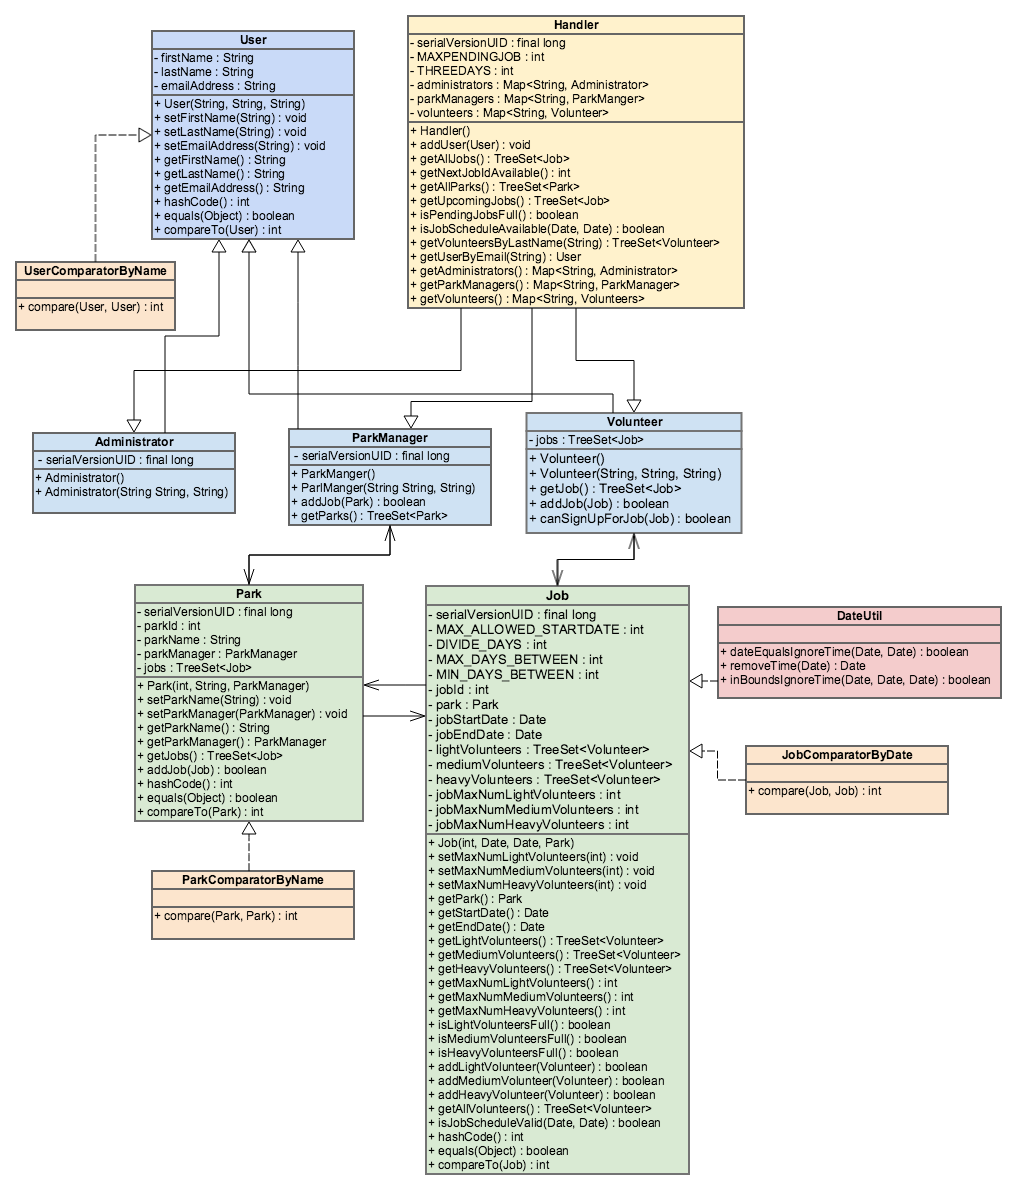 User
- firstName : String
- lastName : String
- emailAddress : String
+ User(String, String, String)
+ setFirstName(String) : void
+ setLastName(String) : void
+ setEmailAddress(String) : void
+ getFirstName() : String
+ getLastName() : String
+ getEmailAddress() : String
+ hashCode() : int
+ equals(Object) : boolean
+ compareTo(User) : int
Handler
- serialVersionUID : final long
- MAXPENDINGJOB : int
- THREEDAYS : int
- administrators : Map<String, Administrator>
- parkManagers : Map<String, ParkManger>
- volunteers : Map<String, Volunteer>
+ Handler()
+ addUser(User) : void
+ getAllJobs() : TreeSet<Job>
+ getNextJobIdAvailable() : int
+ getAllParks() : TreeSet<Park>
+ getUpcomingJobs() : TreeSet<Job>
+ isPendingJobsFull() : boolean
+ isJobScheduleAvailable(Date, Date) : boolean
+ getVolunteersByLastName(String) : TreeSet<Volunteer>
+ getUserByEmail(String) : User
+ getAdministrators() : Map<String, Administrator>
+ getParkManagers() : Map<String, ParkManager>
+ getVolunteers() : Map<String, Volunteers>
UserComparatorByName
+ compare(User, User) : int
Administrator
- serialVersionUID : final long
+ Administrator()
+ Administrator(String String, String)
ParkManager
- serialVersionUID : final long
+ ParkManger()
+ ParlManger(String String, String)
+ addJob(Park) : boolean
+ getParks() : TreeSet<Park>
Volunteer
- jobs : TreeSet<Job>
+ Volunteer()
+ Volunteer(String, String, String)
+ getJob() : TreeSet<Job>
+ addJob(Job) : boolean
+ canSignUpForJob(Job) : boolean
Park
- serialVersionUID : final long
- parkId : int
- parkName : String
- parkManager : ParkManager
- jobs : TreeSet<Job>
+ Park(int, String, ParkManager)
+ setParkName(String) : void
+ setParkManager(ParkManager) : void
+ getParkName() : String
+ getParkManager() : ParkManager
+ getJobs() : TreeSet<Job>
+ addJob(Job) : boolean
+ hashCode() : int
+ equals(Object) : boolean
+ compareTo(Park) : int
ParkComparatorByName
+ compare(Park, Park) : int
Job
- serialVersionUID : final long
- MAX_ALLOWED_STARTDATE : int
- DIVIDE_DAYS : int
- MAX_DAYS_BETWEEN : int
- MIN_DAYS_BETWEEN : int
- jobId : int
- park : Park
- jobStartDate : Date
- jobEndDate : Date
- lightVolunteers : TreeSet<Volunteer>
- mediumVolunteers : TreeSet<Volunteer>
- heavyVolunteers : TreeSet<Volunteer>
- jobMaxNumLightVolunteers : int
- jobMaxNumMediumVolunteers : int
- jobMaxNumHeavyVolunteers : int
+ Job(int, Date, Date, Park)
+ setMaxNumLightVolunteers(int) : void
+ setMaxNumMediumVolunteers(int) : void
+ setMaxNumHeavyVolunteers(int) : void
+ getPark() : Park
+ getStartDate() : Date
+ getEndDate() : Date
+ getLightVolunteers() : TreeSet<Volunteer>
+ getMediumVolunteers() : TreeSet<Volunteer>
+ getHeavyVolunteers() : TreeSet<Volunteer>
+ getMaxNumLightVolunteers() : int
+ getMaxNumMediumVolunteers() : int
+ getMaxNumHeavyVolunteers() : int
+ isLightVolunteersFull() : boolean
+ isMediumVolunteersFull() : boolean
+ isHeavyVolunteersFull() : boolean
+ addLightVolunteer(Volunteer) : boolean
+ addMediumVolunteer(Volunteer) : boolean
+ addHeavyVolunteer(Volunteer) : boolean
+ getAllVolunteers() : TreeSet<Volunteer>
+ isJobScheduleValid(Date, Date) : boolean
+ hashCode() : int
+ equals(Object) : boolean
+ compareTo(Job) : int
DateUtil
+ dateEqualsIgnoreTime(Date, Date) : boolean
+ removeTime(Date) : Date
+ inBoundsIgnoreTime(Date, Date, Date) : boolean
JobComparatorByDate
+ compare(Job, Job) : int